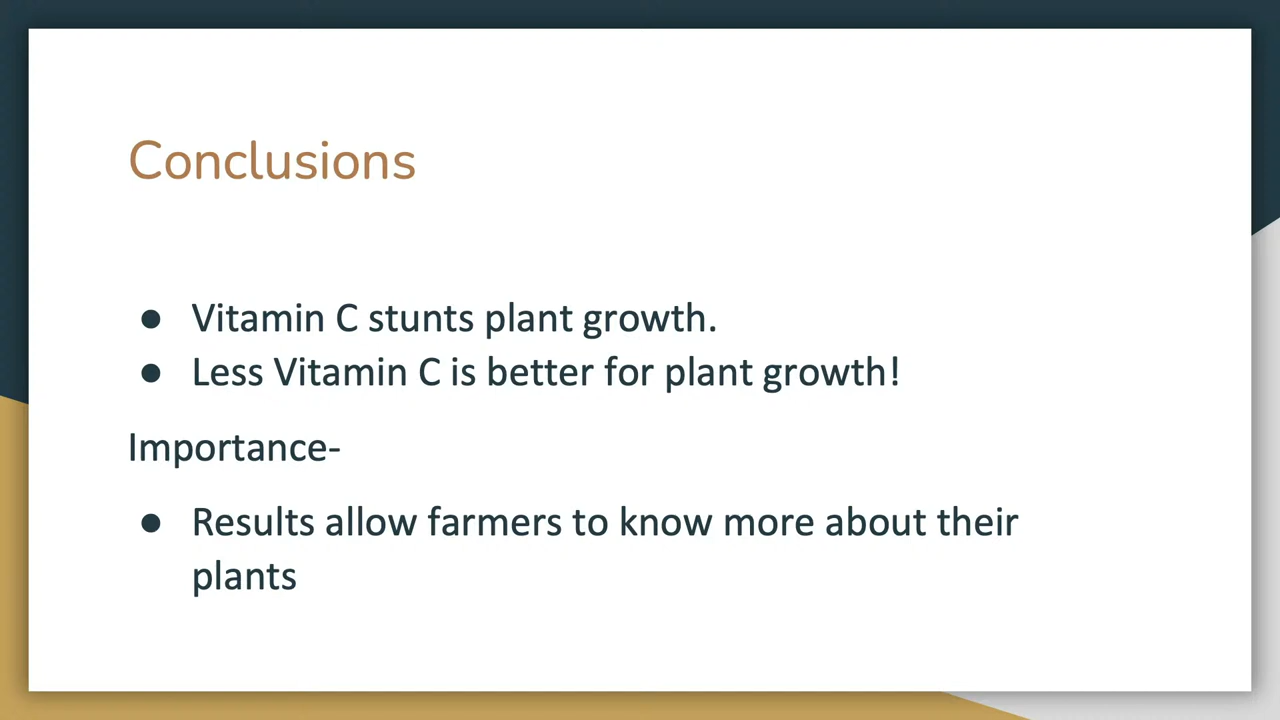 Conclusions
● Vitamin C stunts plant growth.
● Less Vitamin C is better for plant growth!
Importance-
● Results allow farmers to know more about their
plants